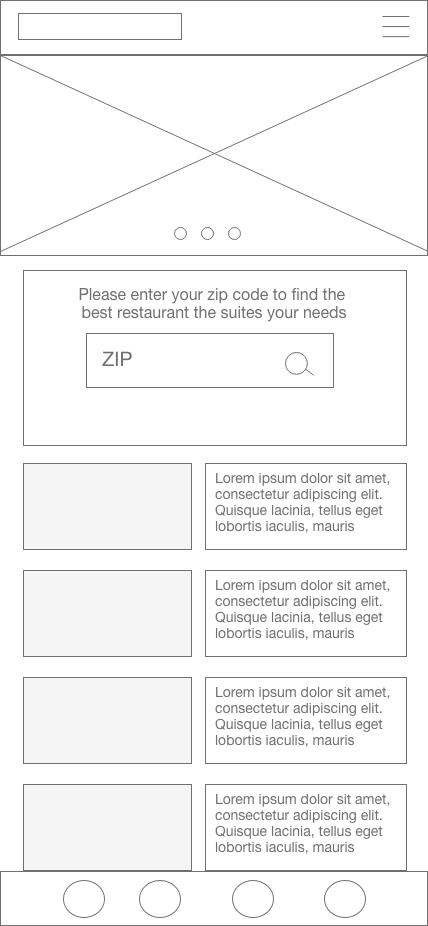 Please enter your zip code to find the
best restaurant the suites your needs
ZIP
Lorem ipsum dolor sit amet,
consectetur adipiscing elit.
Quisque lacinia, tellus eget
lobortis iaculis, mauris
Lorem ipsum dolor sit amet,
consectetur adipiscing elit.
Quisque lacinia, tellus eget
lobortis iaculis, mauris
Lorem ipsum dolor sit amet,
consectetur adipiscing elit.
Quisque lacinia, tellus eget
lobortis iaculis, mauris
Lorem ipsum dolor sit amet,
consectetur adipiscing elit.
Quisque lacinia, tellus eget
lobortis iaculis, mauris